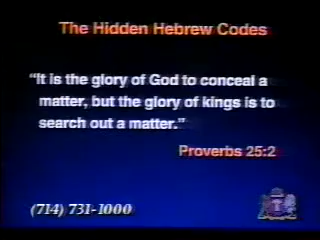 The Hidden Hebrew Codes
“It is the glory of God to conceal a
matter, but the glory of kings is to
search out a matter.”
Proverbs 25:2
(714) 731-1000